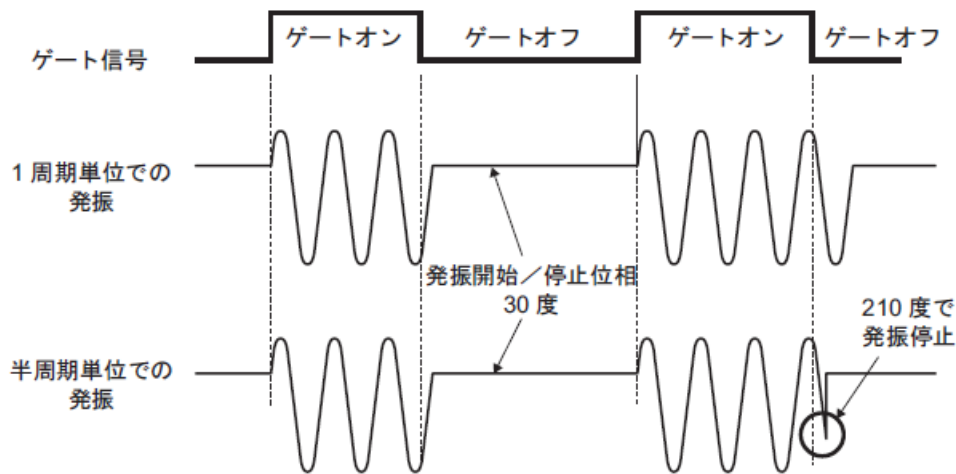 ゲート信号
ゲートオン
ゲートオフ
ゲートオン
ゲートオフ
1 周期単位での
発振
発振開始／停止位相
30 度
210 度で
発振停止
半周期単位での
発振